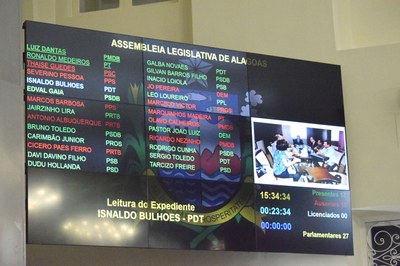 ASSEMBLEIA LEGISLATIVA DE ALAGOAS
LUIZ DANTAS PMDB
RONALDO MEDEIROS PT
THAISE GUEDES PSC
SEVERINO PESSOA PPS
ISNALDO BULHOES PDT
EDVAL GAIA PSDB
MARCOS BARBOSA PPS
JAIRZINHO LIRA PRTB
ANTONIO ALBUQUERQUE PRTB
BRUNO TOLEDO PSDB
CARIMBÃO JUNIOR PROS
CICERO PAES FERRO PRTB
DAVI DAVINO FILHO PSB
DUDU HOLLANDA PSD
GALBA NOVAES
GILVAN BARROS FILHO PSDB
INACIO LOIOLA PSB
JO PEREIRA DEM
LEO LOUREIRO PPL
MARQUINHOS MADEIRA PT
OLAVO CALHEIROS
PASTOR JOÃO LUIZ DEM
RICARDO NEZINHO
RODRIGO CUNHA PSDB
SERGIO TOLEDO PDT
TARCIZO FREIRE PSD
Leitura do Expediente
ISNALDO BULHOES - PDT
PROSPERITAS
15:34:34
00:23:34
00:00:00
Presentes
Ausentes
Licenciados 00
Parlamentares 27